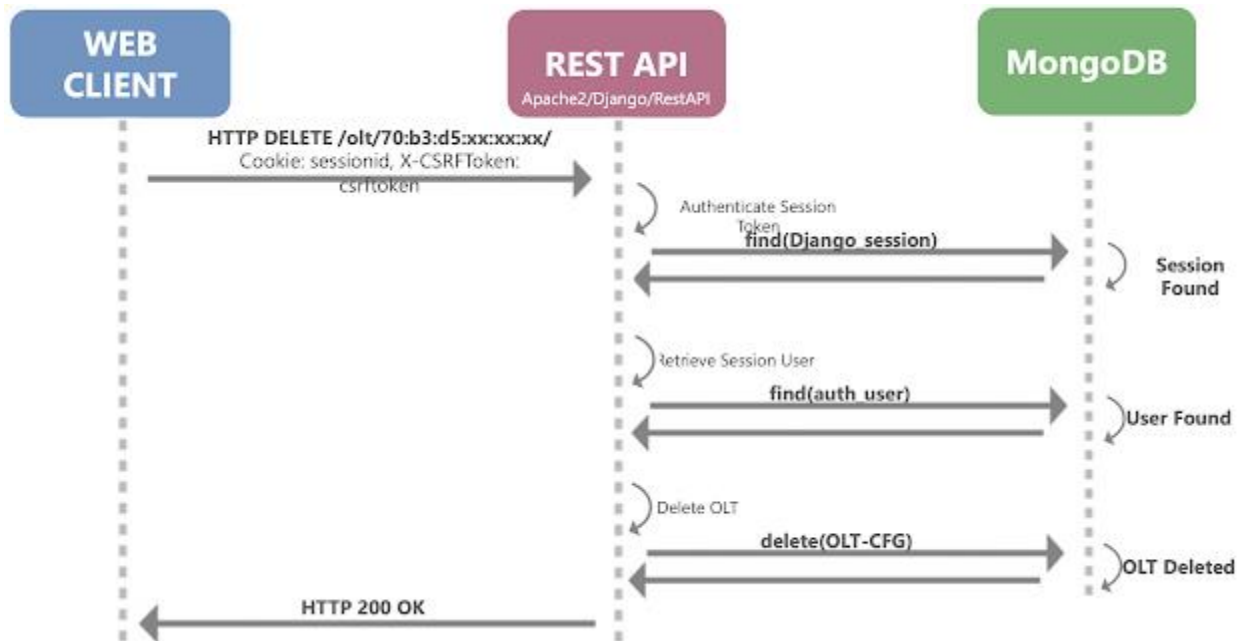 WEB
CLIENT
REST API
Apache2/Django/RestAPI
MongoDB
HTTP DELETE /olt/70:b3:d5:xx:xx:xx/
Cookie: sessionid, X-CSRFToken:
csrftoken
Authenticate Session
Token
find(Django_session)
Session
Found
Retrieve Session User
find(auth_user)
User Found
Delete OLT
delete(OLT-CFG)
OLT Deleted
HTTP 200 OK